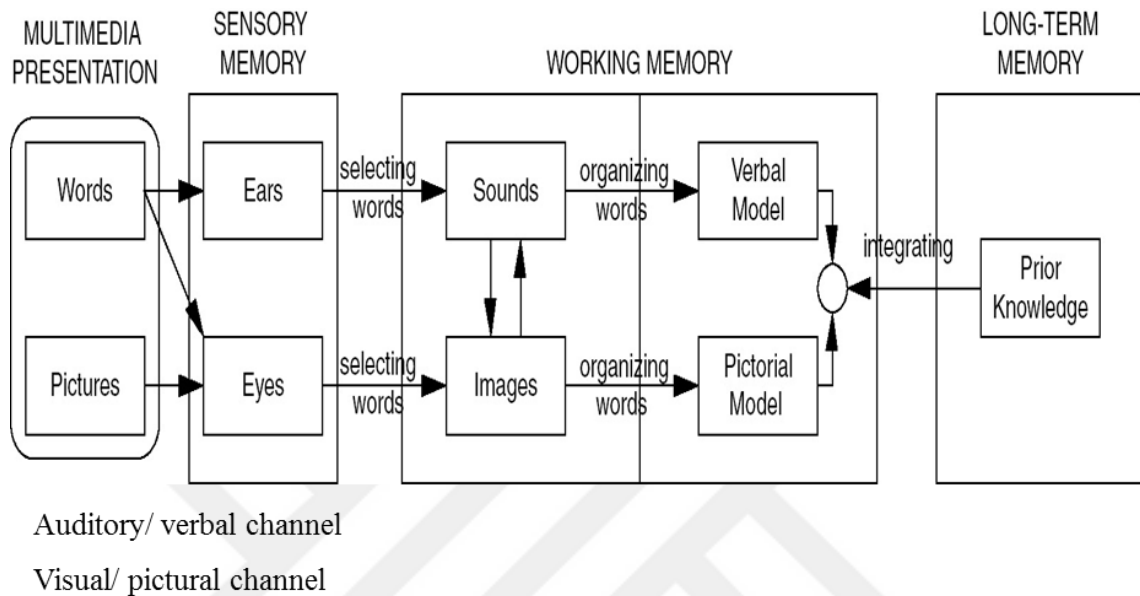 MULTIMEDIA
PRESENTATION
SENSORY
MEMORY
WORKING MEMORY
LONG-TERM
MEMORY
Words
Ears
selecting
words
Sounds
organizing
words
Verbal
Model
integrating
Prior
Knowledge
Pictures
Eyes
selecting
words
Images
organizing
words
Pictorial
Model
Auditory/ verbal channel
Visual/ pictural channel